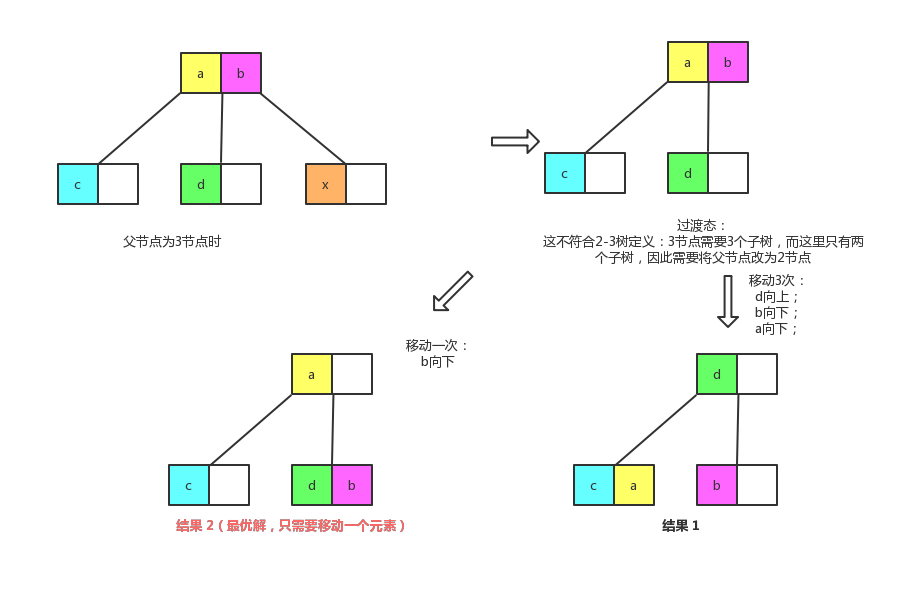 a b
c d x
父节点为3节点时
a b
c d
过渡态：
这不符合2-3树定义：3节点需要3个子树，而这里只有两
个子树，因此需要将父节点改为2节点
移动3次：
d向上；
b向下；
a向下；
移动一次：
b向下
a
c d b
结果 2（最优解，只需要移动一个元素）
d
c a b
结果 1